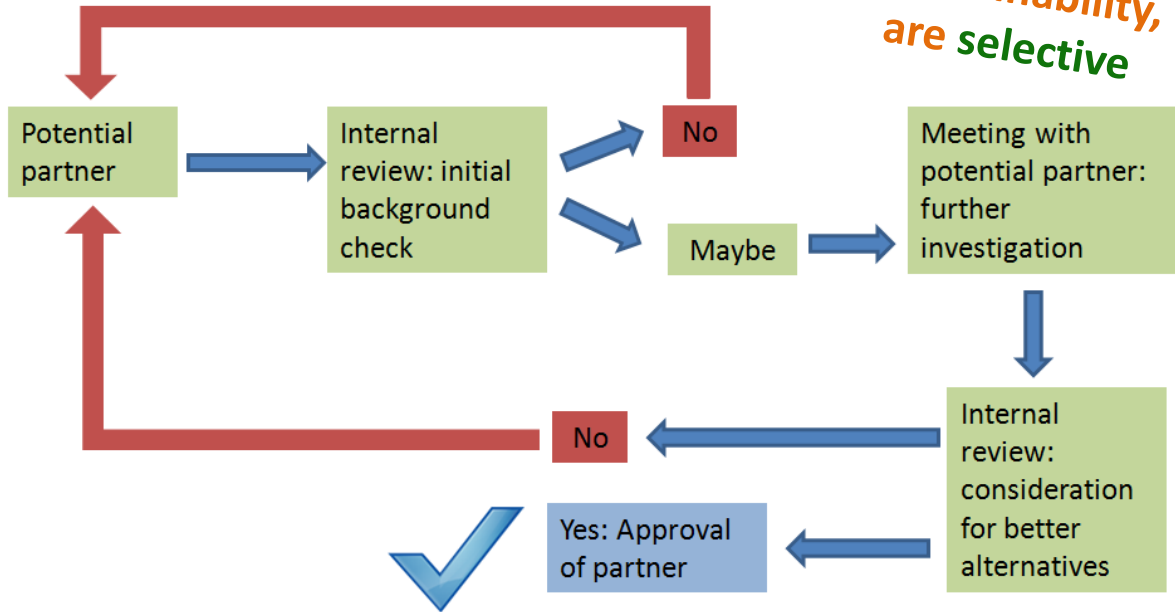 are selective
Potential
partner
Internal
review: initial
background
check
No
Maybe
Meeting with
potential partner:
further
investigation
Internal
review:
consideration
for better
alternatives
No
Yes: Approval
of partner